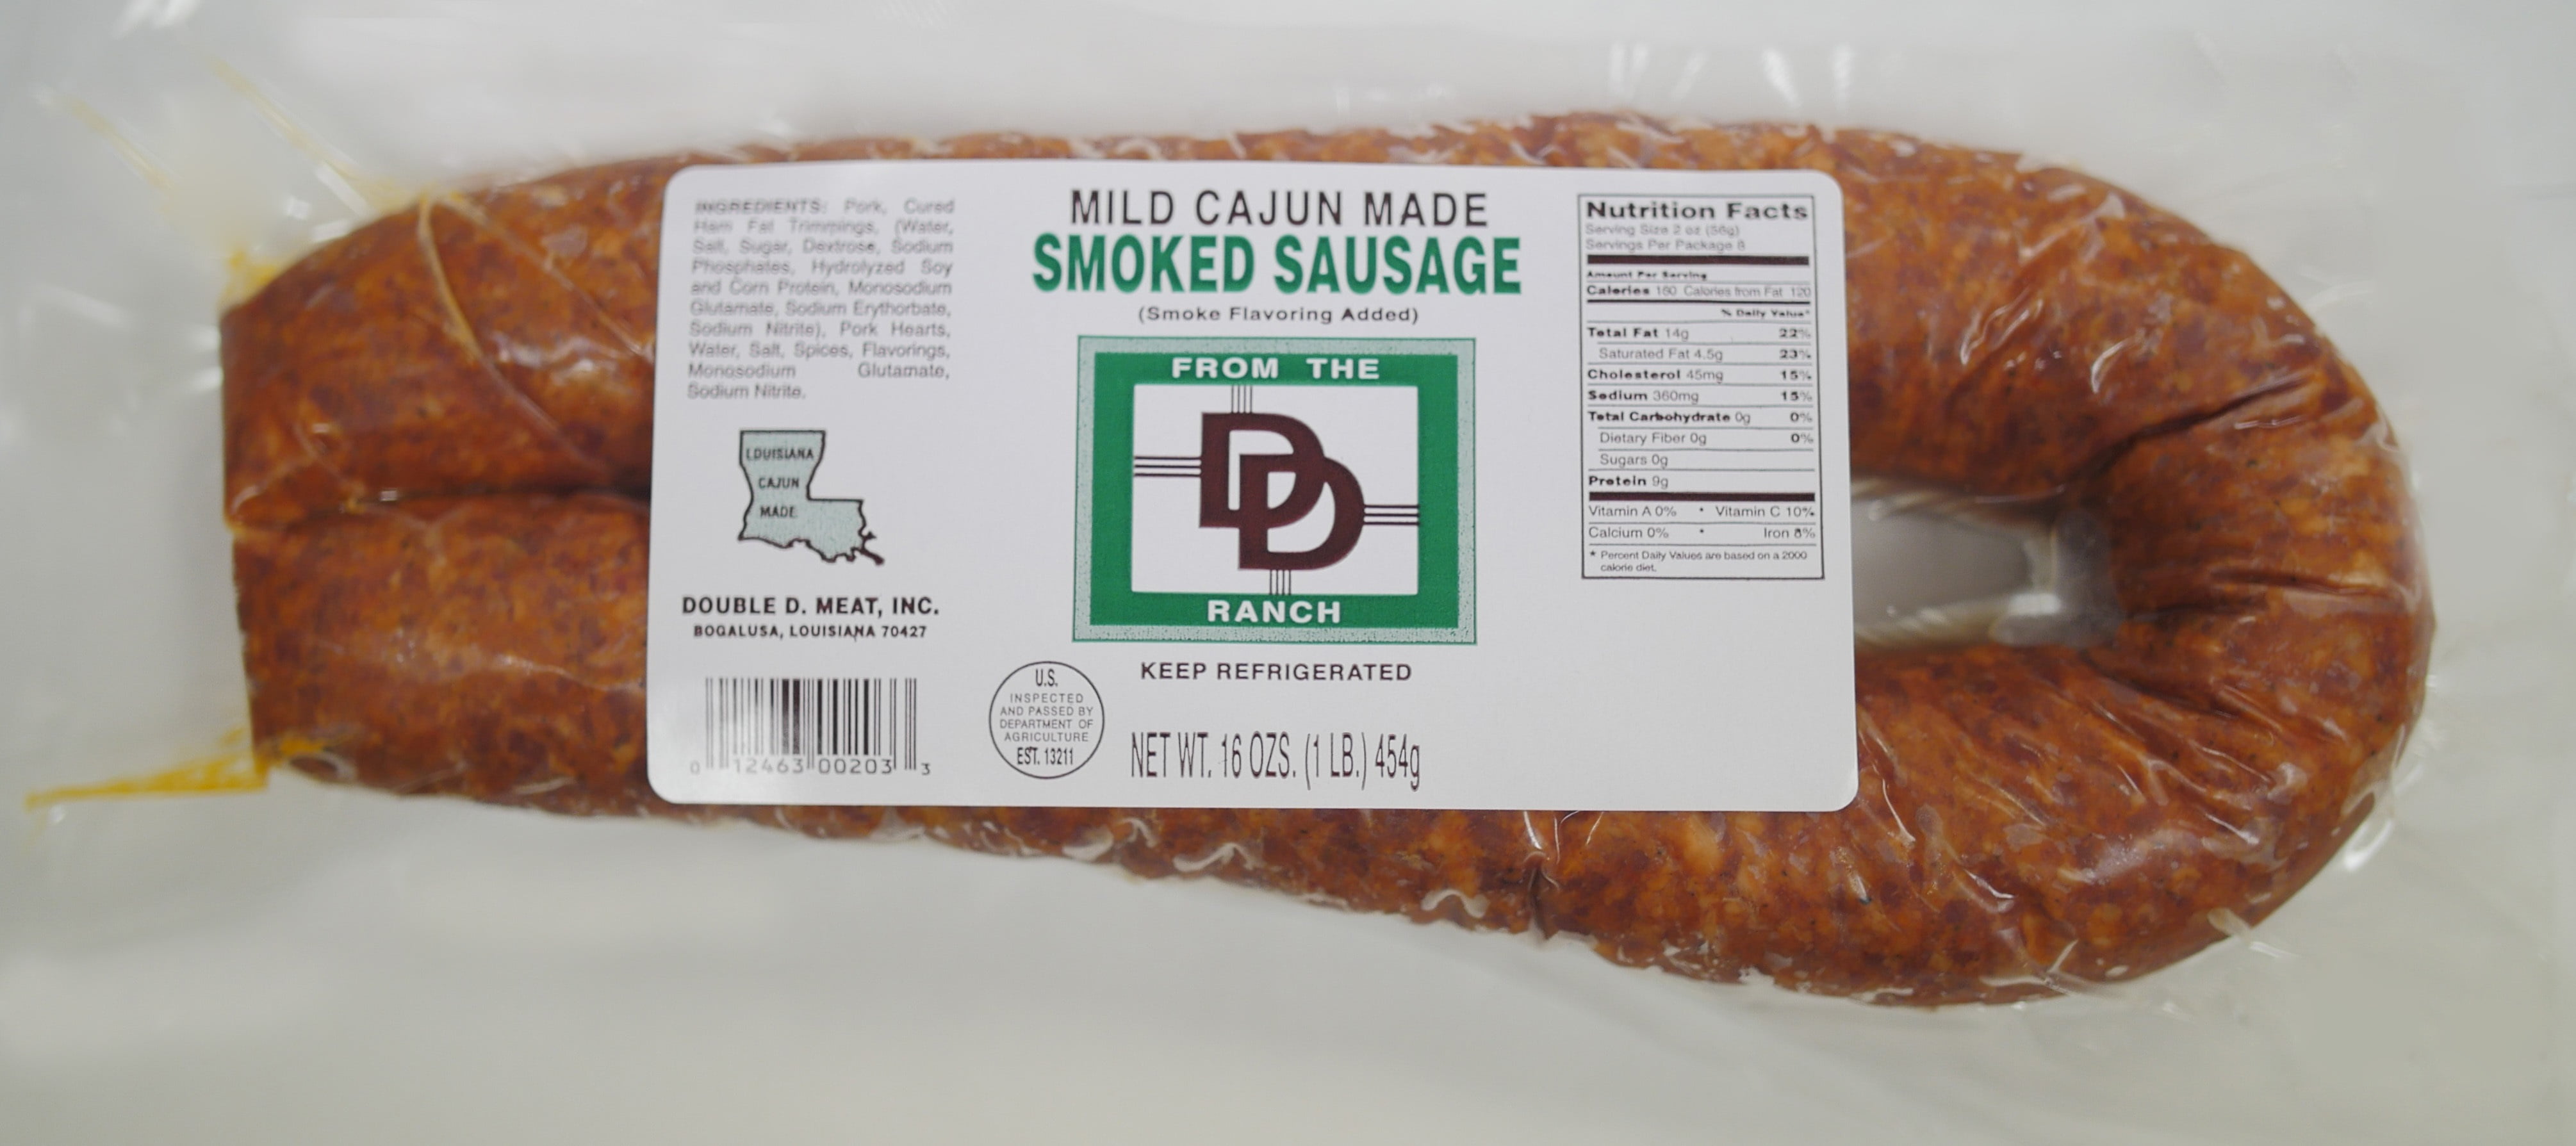 INGREDIENTS: Pork, Cured
Ham Fat Trimmings, (Water,
Salt, Sugar, Dextrose, Sodium
Phosphates, Hydrolyzed Soy
and Corn Protein, Monosodium
Glutamate, Sodium Erythorbate,
Sodium Nitrite), Pork Hearts,
Water, Salt, Spices, Flavorings,
Monosodium Glutamate,
Sodium Nitrite.
LOUISIANA
CAJUN
MADE
DOUBLE D. MEAT, INC.
BOGALUSA, LOUISIANA 70427
0 12463 00203 3
MILD CAJUN MADE
SMOKED SAUSAGE
(Smoke Flavoring Added)
FROM THE
DD
RANCH
KEEP REFRIGERATED
U.S.
INSPECTED
AND PASSED BY
DEPARTMENT OF
AGRICULTURE
EST. 13211
NET WT. 16 OZS. (1 LB.) 454g
Nutrition Facts
Serving Size 2 oz (56g)
Servings Per Package 8
Amount Per Serving
Calories 160 Calories from Fat 120
% Daily Value*
Total Fat 14g 22%
Saturated Fat 4.5g 23%
Cholesterol 45mg 15%
Sodium 360mg 15%
Total Carbohydrate 0g 0%
Dietary Fiber 0g 0%
Sugars 0g
Protein 9g
Vitamin A 0% • Vitamin C 10%
Calcium 0% • Iron 8%
* Percent Daily Values are based on a 2000
calorie diet.